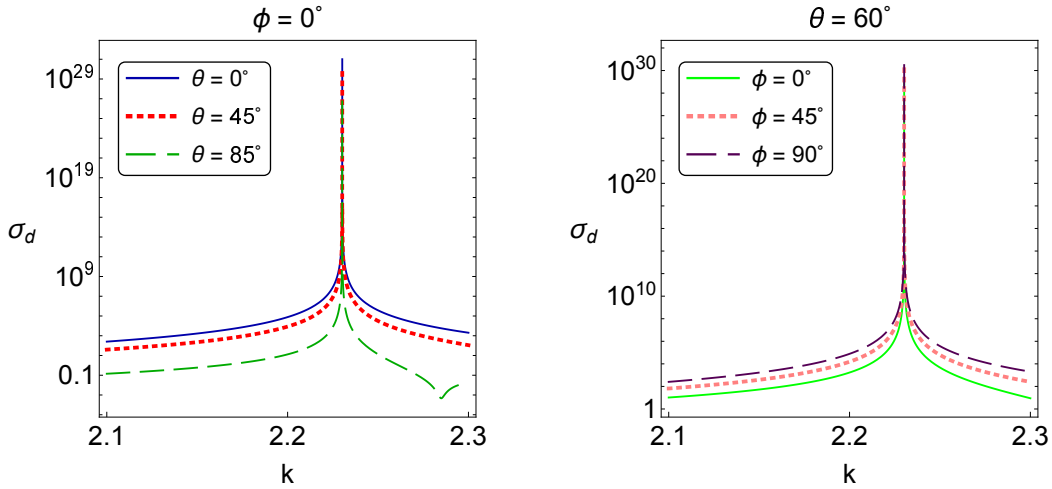 ϕ = 0°
10^29
10^19
10^9
0.1
σ_d
θ = 0°
θ = 45°
θ = 85°
2.1
2.2
2.3
k
θ = 60°
10^30
10^20
10^10
1
σ_d
ϕ = 0°
ϕ = 45°
ϕ = 90°
2.1
2.2
2.3
k